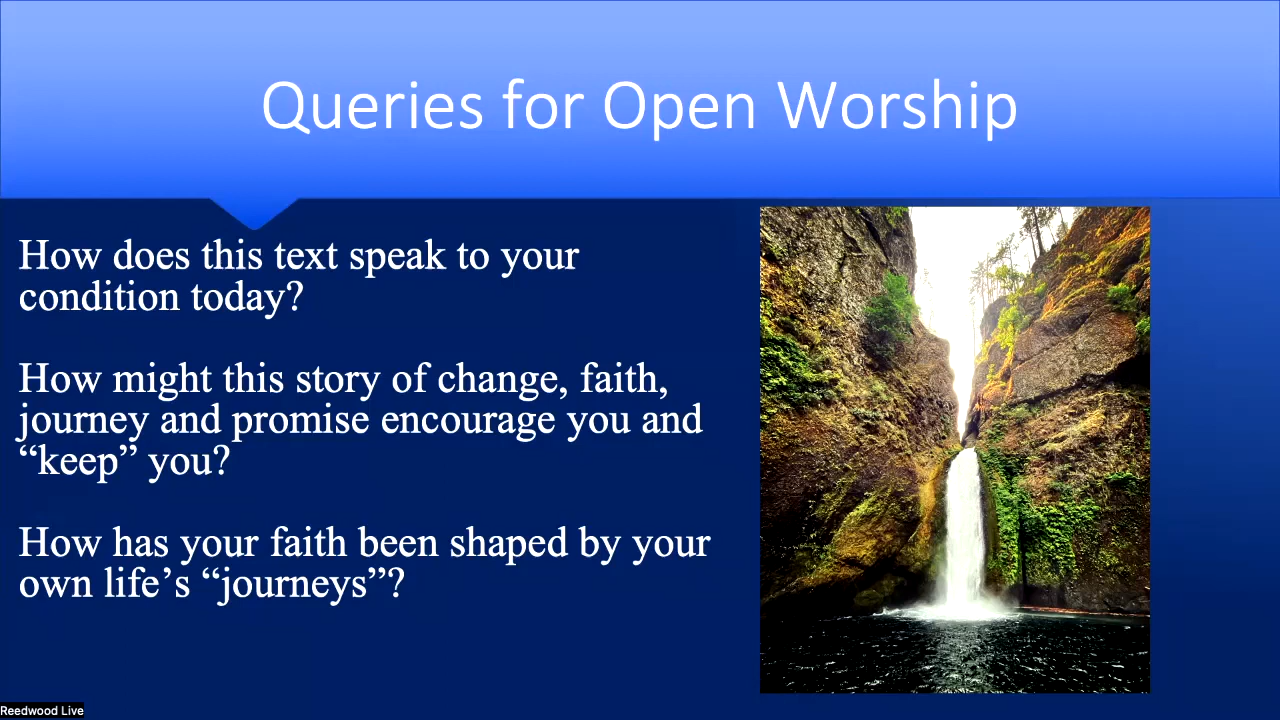 Queries for Open Worship
How does this text speak to your
condition today?
How might this story of change, faith,
journey and promise encourage you and
“keep” you?
How has your faith been shaped by your
own life’s “journeys”?
Reedwood Live